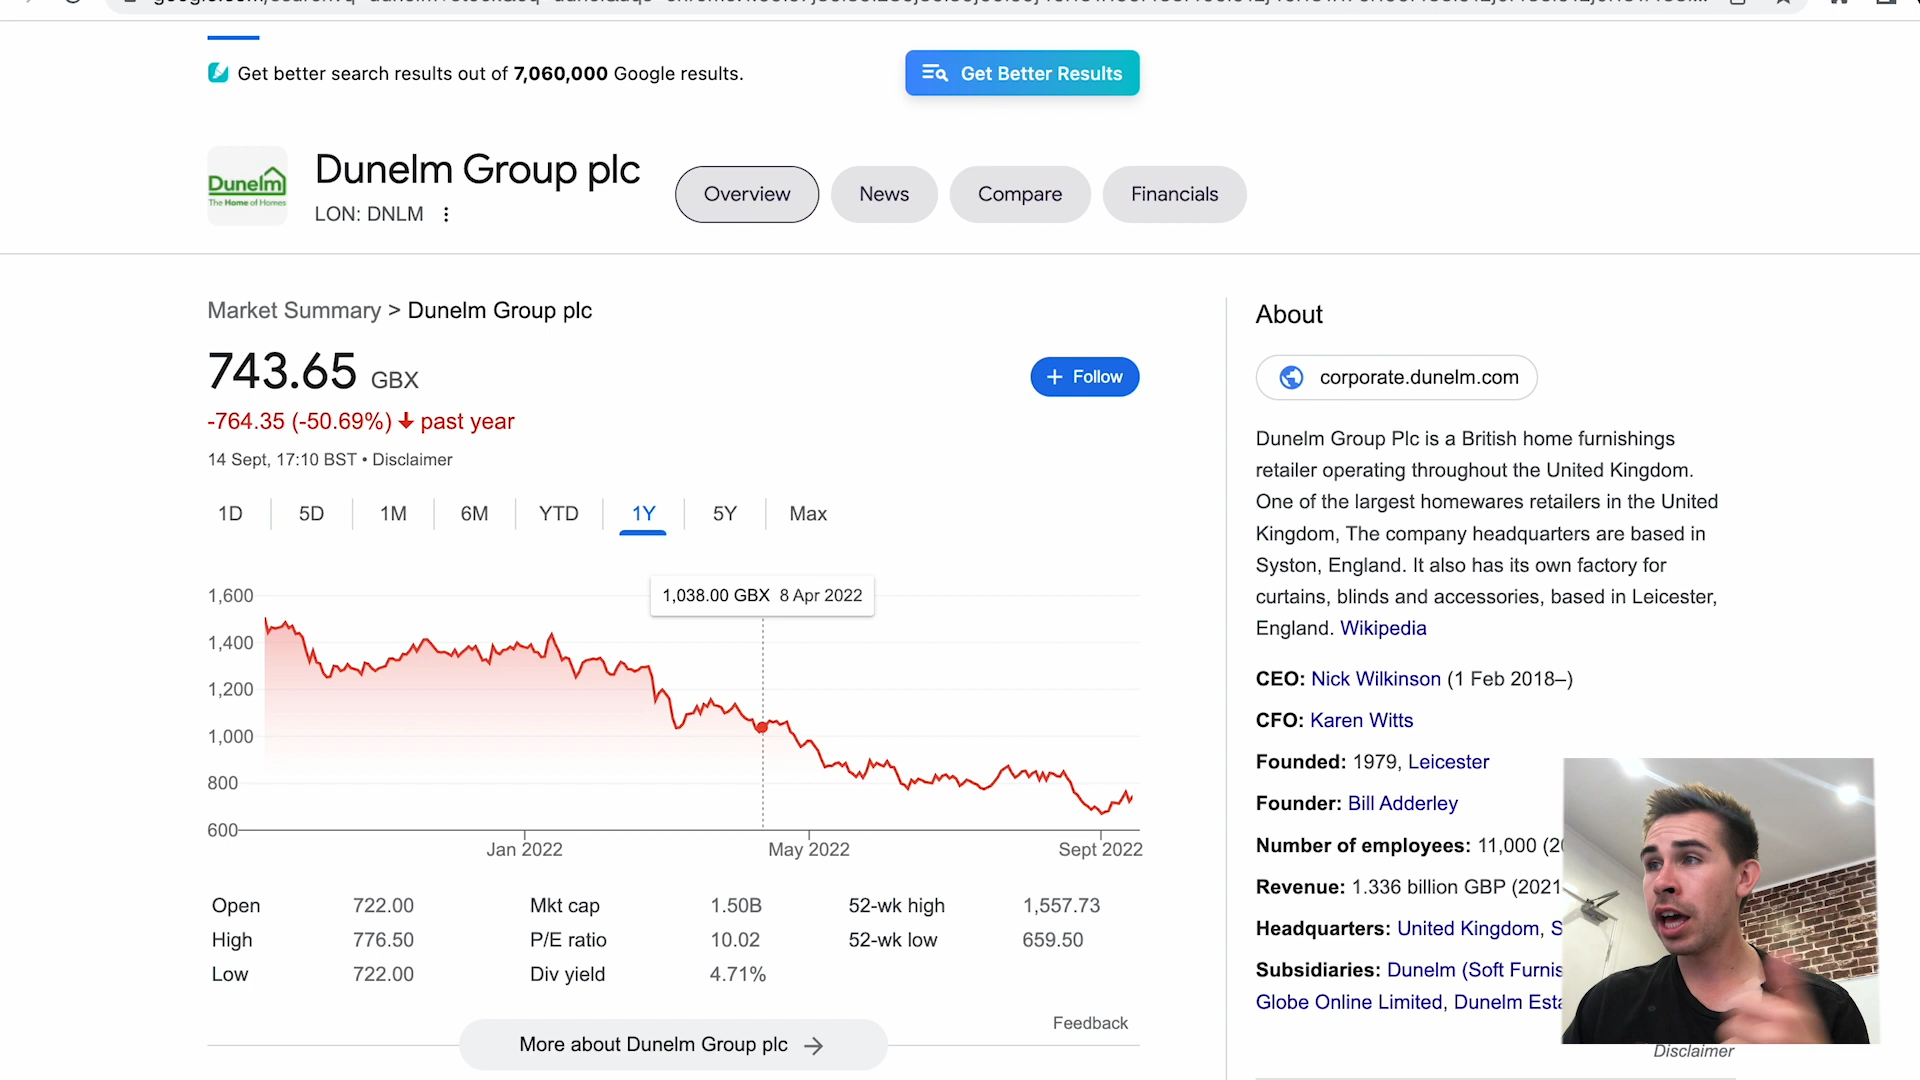 Get better search results out of 7,060,000 Google results.
Get Better Results
Dunelm
The Home of Homes
Dunelm Group plc
LON: DNLM
Overview
News
Compare
Financials
Market Summary > Dunelm Group plc
743.65 GBX
-764.35 (-50.69%) past year
14 Sept, 17:10 BST • Disclaimer
+ Follow
1D 5D 1M 6M YTD 1Y 5Y Max
1,038.00 GBX 8 Apr 2022
1,600
1,400
1,200
1,000
800
600
Jan 2022 May 2022 Sept 2022
Open 722.00 Mkt cap 1.50B 52-wk high 1,557.73
High 776.50 P/E ratio 10.02 52-wk low 659.50
Low 722.00 Div yield 4.71%
Feedback
More about Dunelm Group plc
About
corporate.dunelm.com
Dunelm Group Plc is a British home furnishings
retailer operating throughout the United Kingdom.
One of the largest homewares retailers in the United
Kingdom, The company headquarters are based in
Syston, England. It also has its own factory for
curtains, blinds and accessories, based in Leicester,
England. Wikipedia
CEO: Nick Wilkinson (1 Feb 2018–)
CFO: Karen Witts
Founded: 1979, Leicester
Founder: Bill Adderley
Number of employees: 11,000
Revenue: 1.336 billion GBP (2021
Headquarters: United Kingdom, S
Subsidiaries: Dunelm (Soft Furnis
Globe Online Limited, Dunelm Esta
Disclaimer